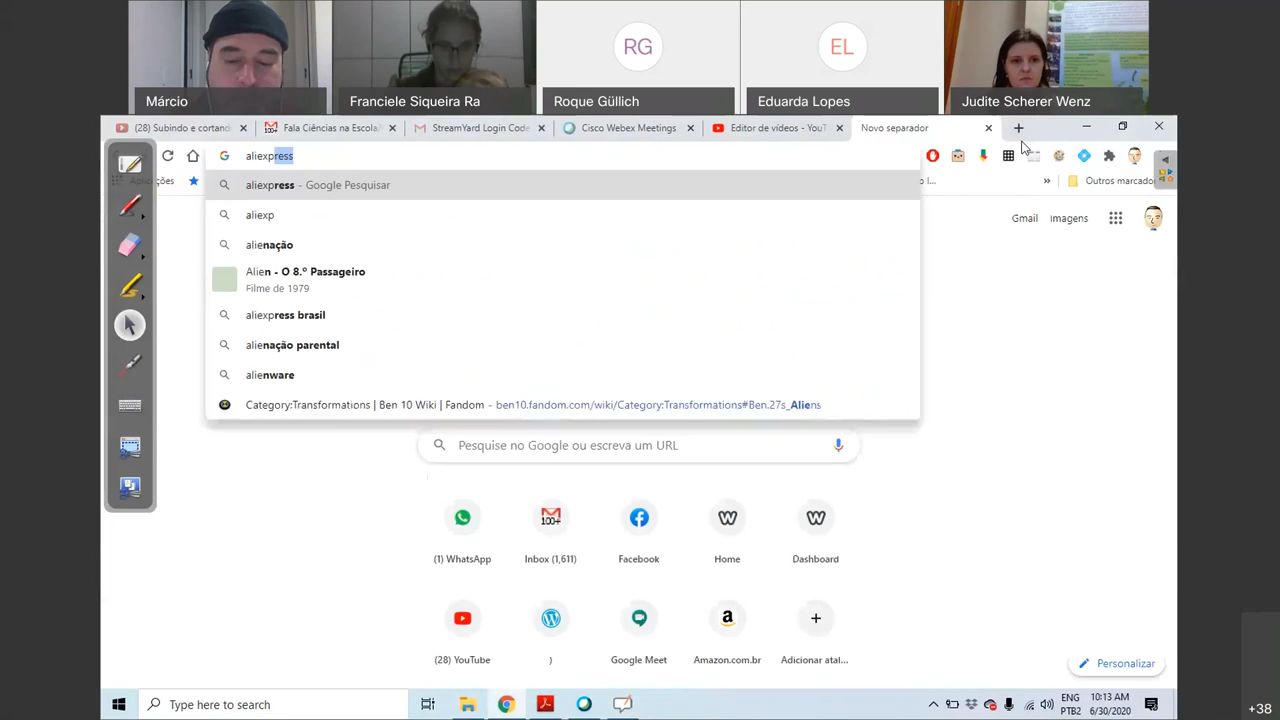 RG
EL
Márcio
Franciele Siqueira Ra
Roque Güllich
Eduarda Lopes
Judite Scherer Wenz
(28) Subindo e cortand
Fala Ciências na Escola/
StreamYard Login Code
Cisco Webex Meetings
Editor de vídeos - YouT
Novo separador
aliexpress
Aplicações
Outros marcador
aliexpress - Google Pesquisar
aliexp
alienação
Alien - O 8.º Passageiro
Filme de 1979
aliexpress brasil
alienação parental
alienware
Category:Transformations | Ben 10 Wiki | Fandom - ben10.fandom.com/wiki/Category:Transformations#Ben.27s_Aliens
Gmail
Imagens
Pesquise no Google ou escreva um URL
100+
(1) WhatsApp
Inbox (1,611)
Facebook
Home
Dashboard
(28) YouTube
)
Google Meet
Amazon.com.br
Adicionar atal...
Personalizar
Type here to search
ENG
PTB2
10:13 AM
6/30/2020
+38